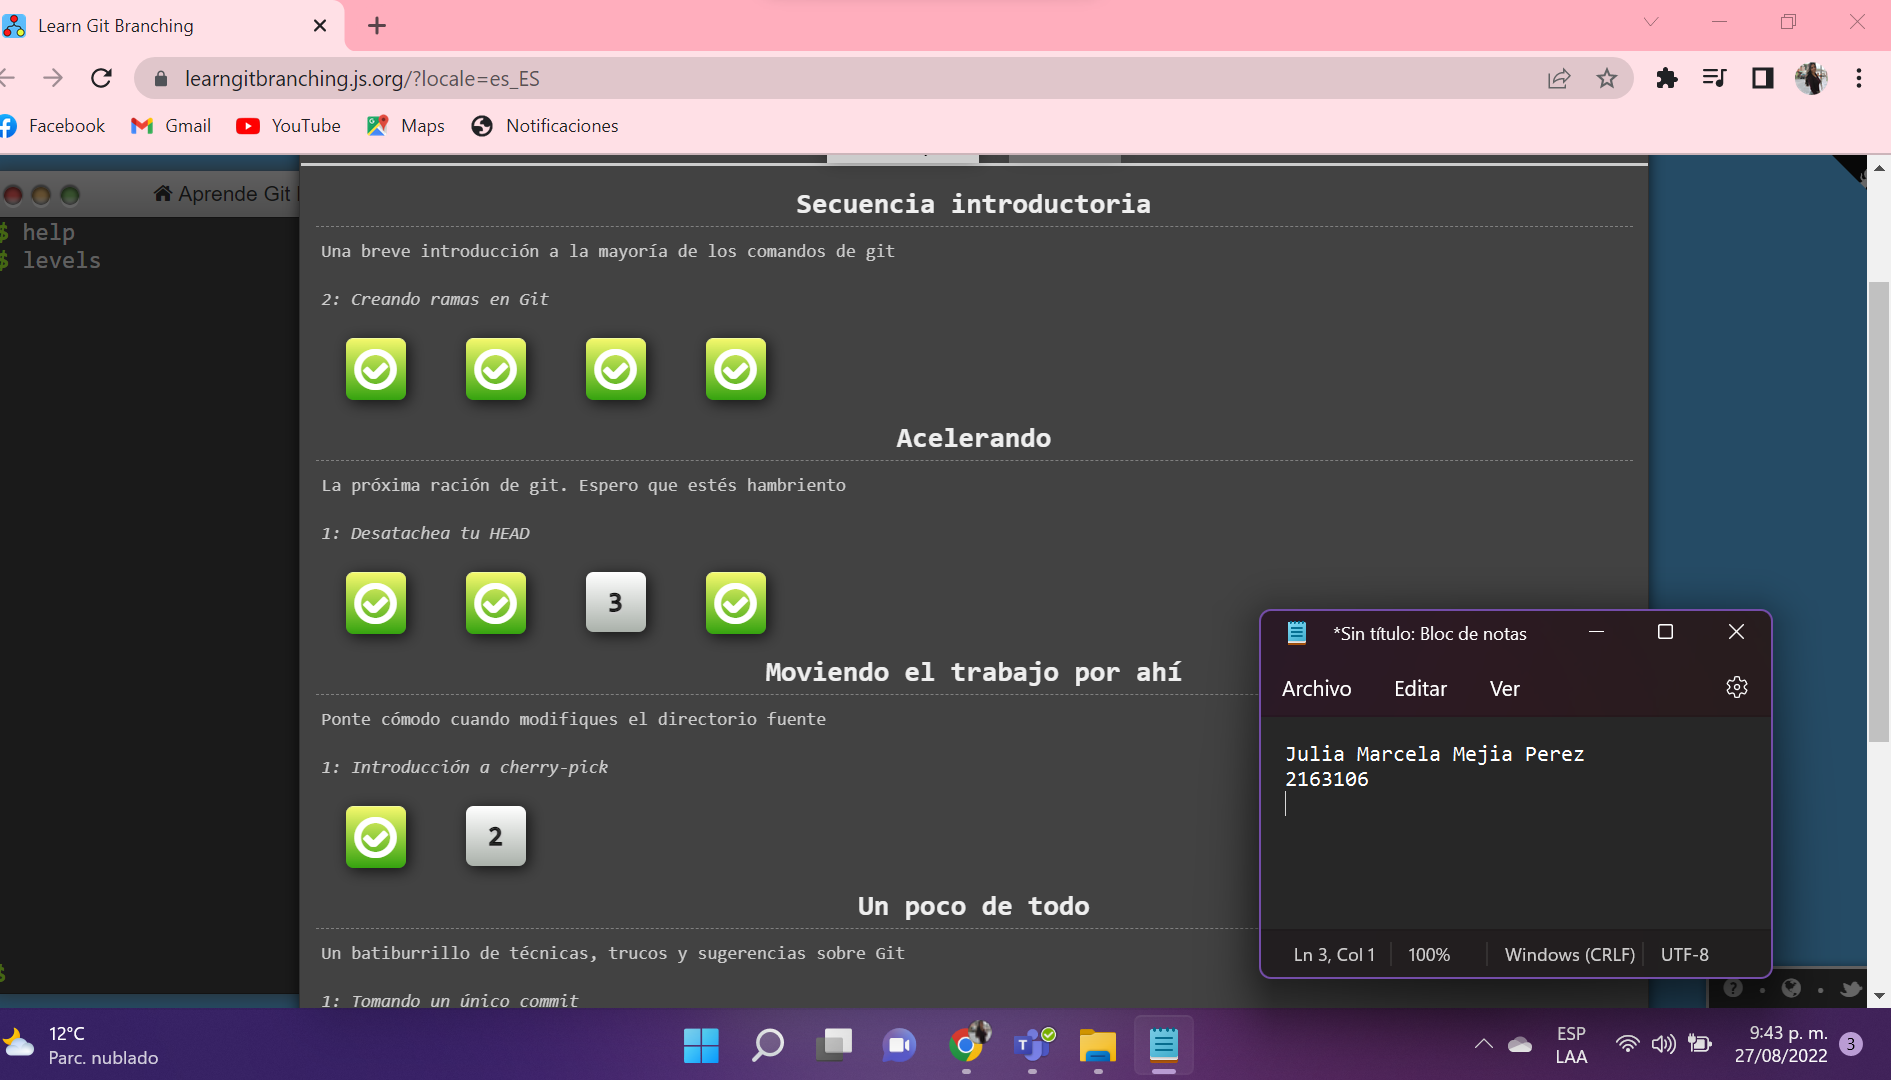 Learn Git Branching
learngitbranching.js.org/?locale=es_ES
Facebook Gmail YouTube Maps Notificaciones
Aprende Git
$ help
$ levels
$
Secuencia introductoria
Una breve introducción a la mayoría de los comandos de git
2: Creando ramas en Git
Acelerando
La próxima ración de git. Espero que estés hambriento
1: Desatachea tu HEAD
3
Moviendo el trabajo por ahí
Ponte cómodo cuando modifiques el directorio fuente
1: Introducción a cherry-pick
2
Un poco de todo
Un batiburrillo de técnicas, trucos y sugerencias sobre Git
1: Tomando un único commit
*Sin título: Bloc de notas
Archivo Editar Ver
Julia Marcela Mejia Perez
2163106
Ln 3, Col 1 100% Windows (CRLF) UTF-8
12°C
Parc. nublado
ESP
LAA
9:43 p. m.
27/08/2022
3